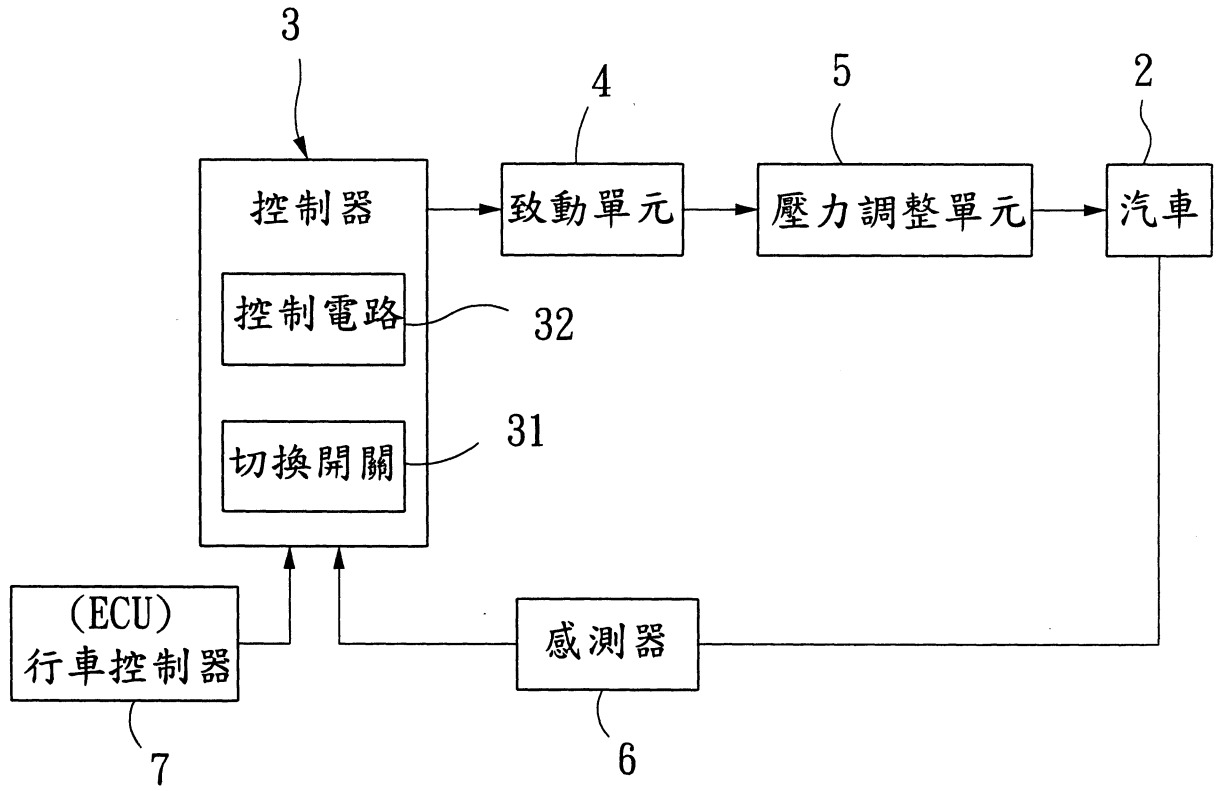 3
4
5
2
控制器
致動單元
壓力調整單元
汽車
控制電路
32
切換開關
31
(ECU)
行車控制器
感測器
7
6